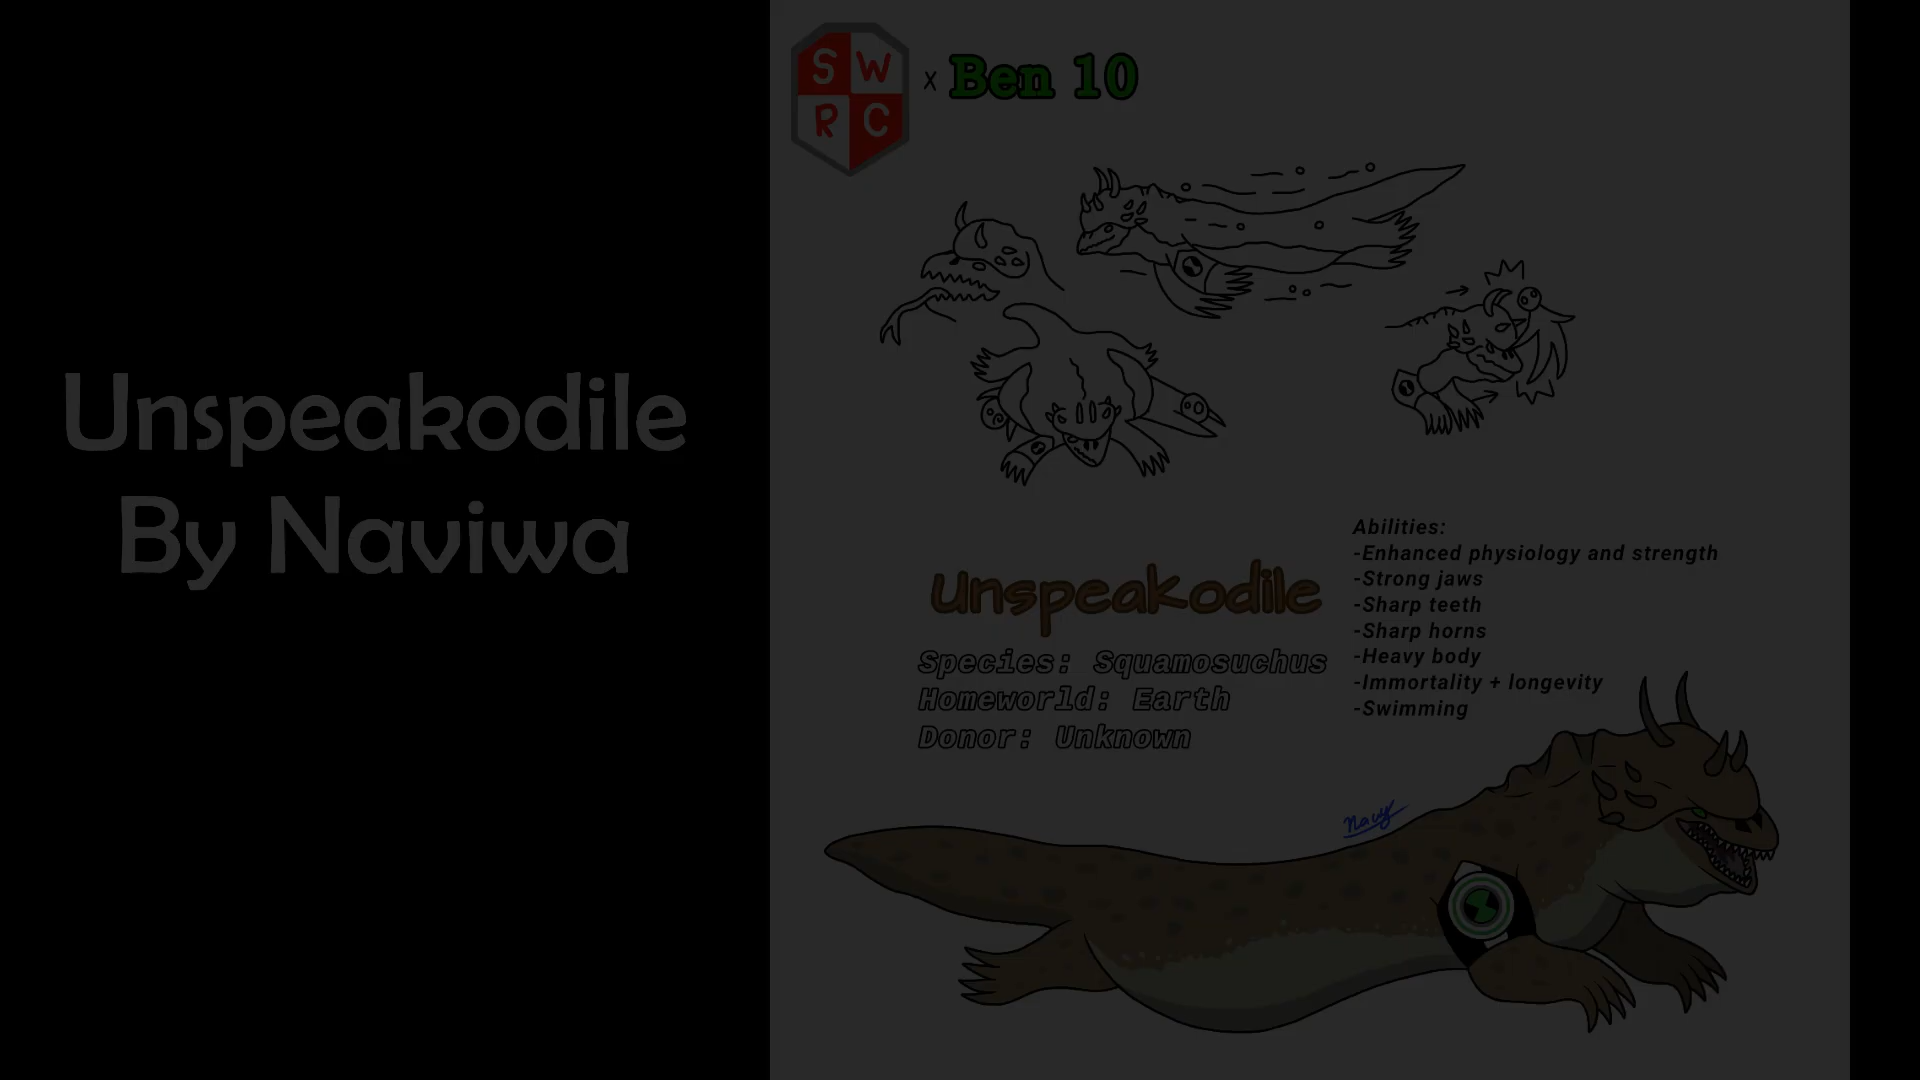 Unspeakodile
By Naviwa
S W
R C
x Ben 10
Abilities:
-Enhanced physiology and strength
-Strong jaws
-Sharp teeth
-Sharp horns
-Heavy body
-Immortality + longevity
-Swimming
Unspeakodile
Species: Squamosuchus
Homeworld: Earth
Donor: Unknown
Navy